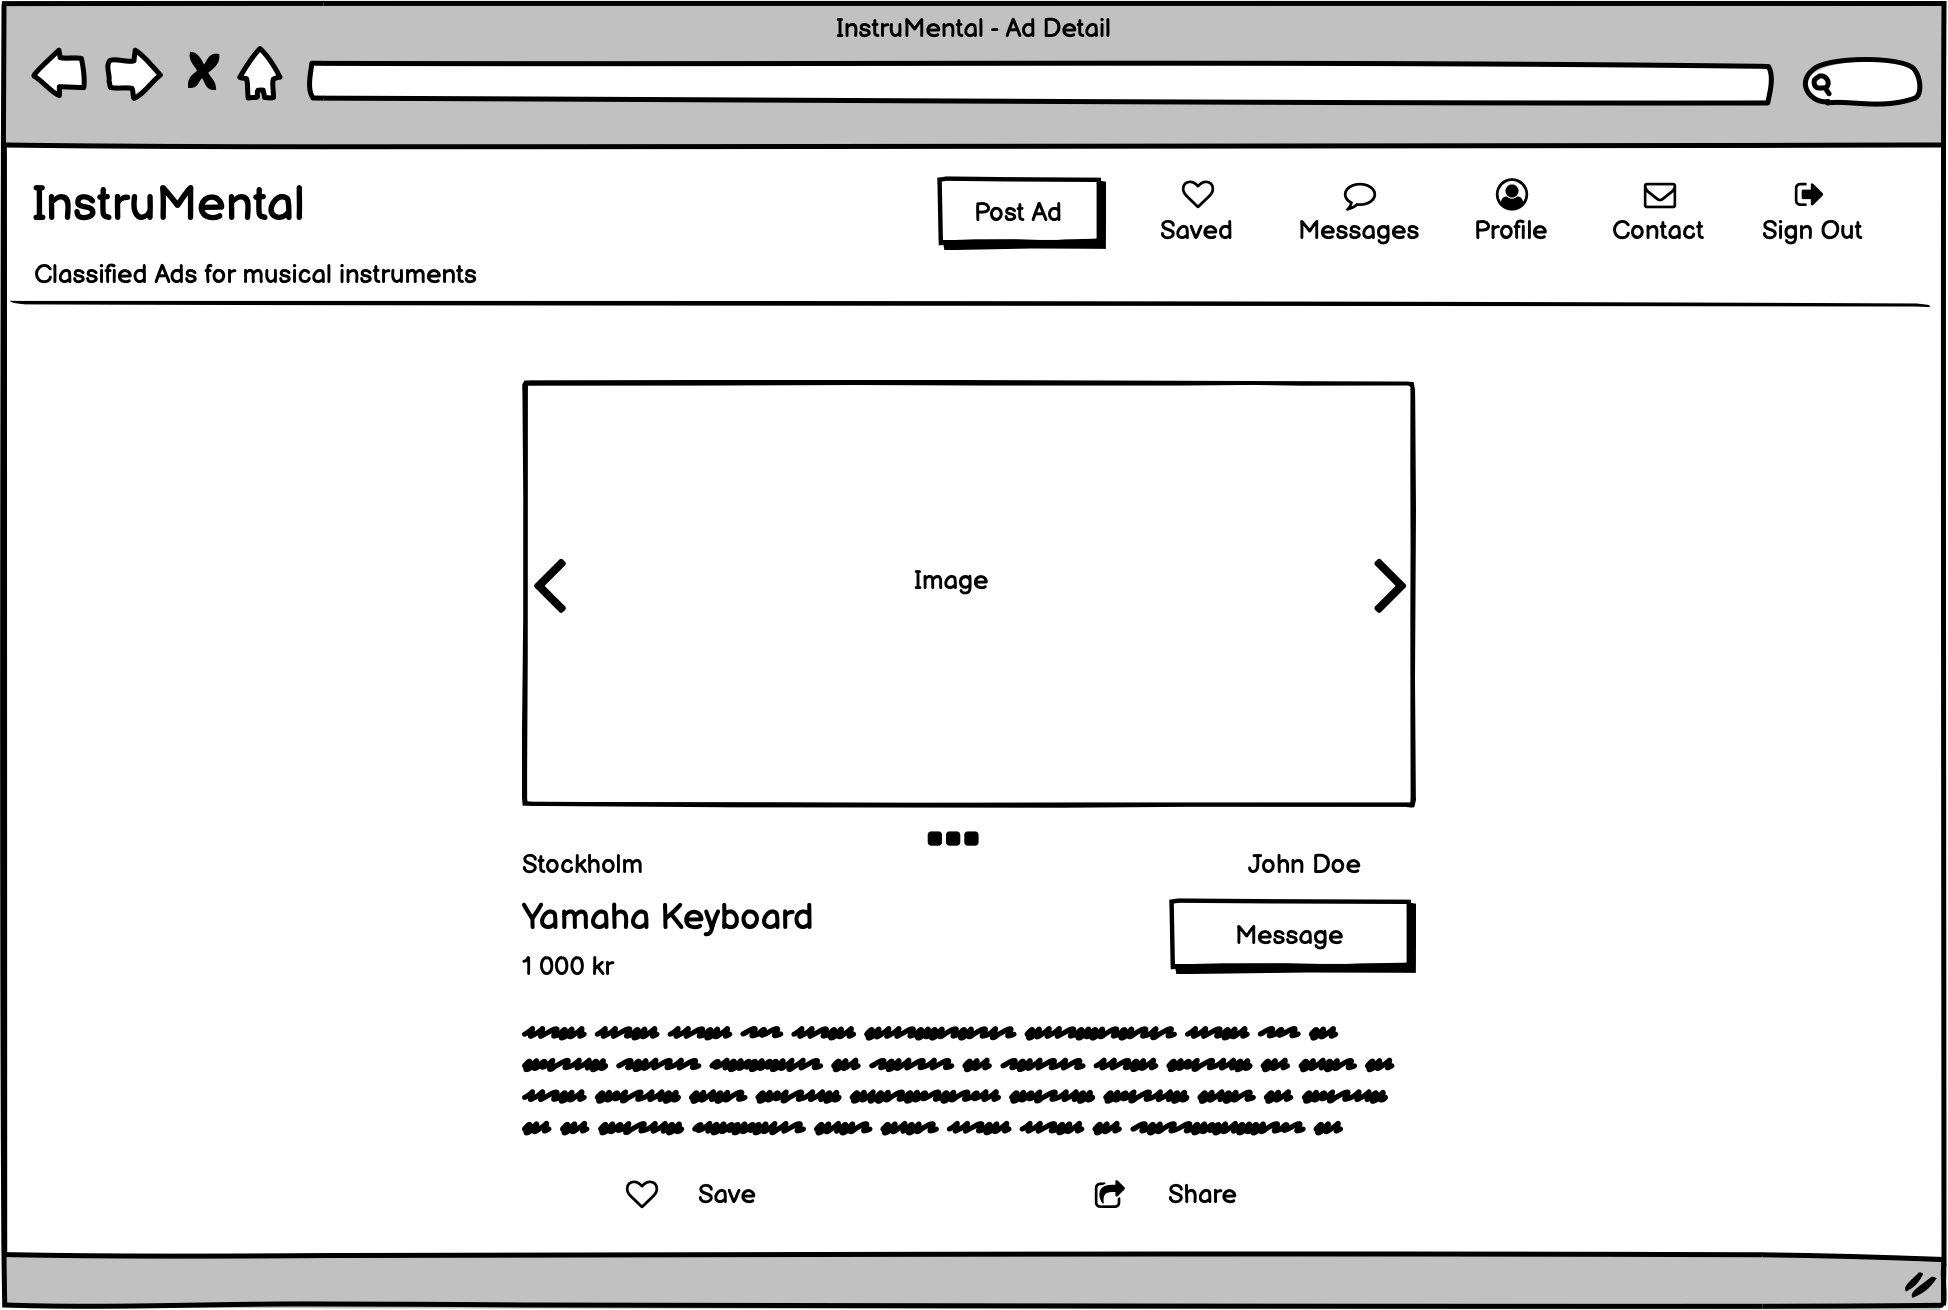 InstruMental - Ad Detail
InstruMental
Post Ad
Saved
Messages
Profile
Contact
Sign Out
Classified Ads for musical instruments
Image
Stockholm
John Doe
Yamaha Keyboard
Message
1 000 kr
Save
Share